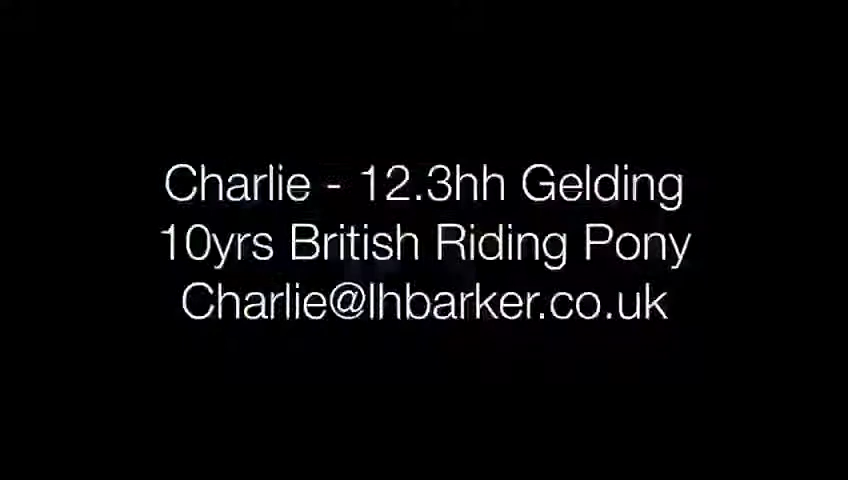 Charlie - 12.3hh Gelding
10yrs British Riding Pony
Charlie@lhbarker.co.uk